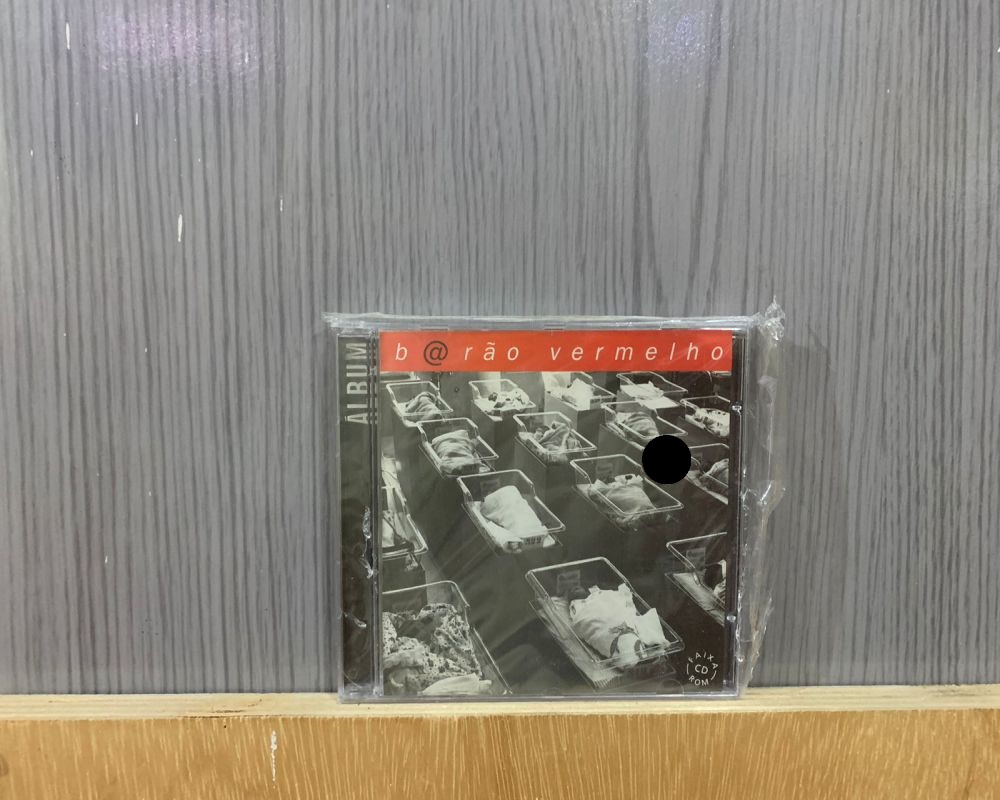 ÁLBUM
b@rão vermelho
FAIXA
CD
ROM